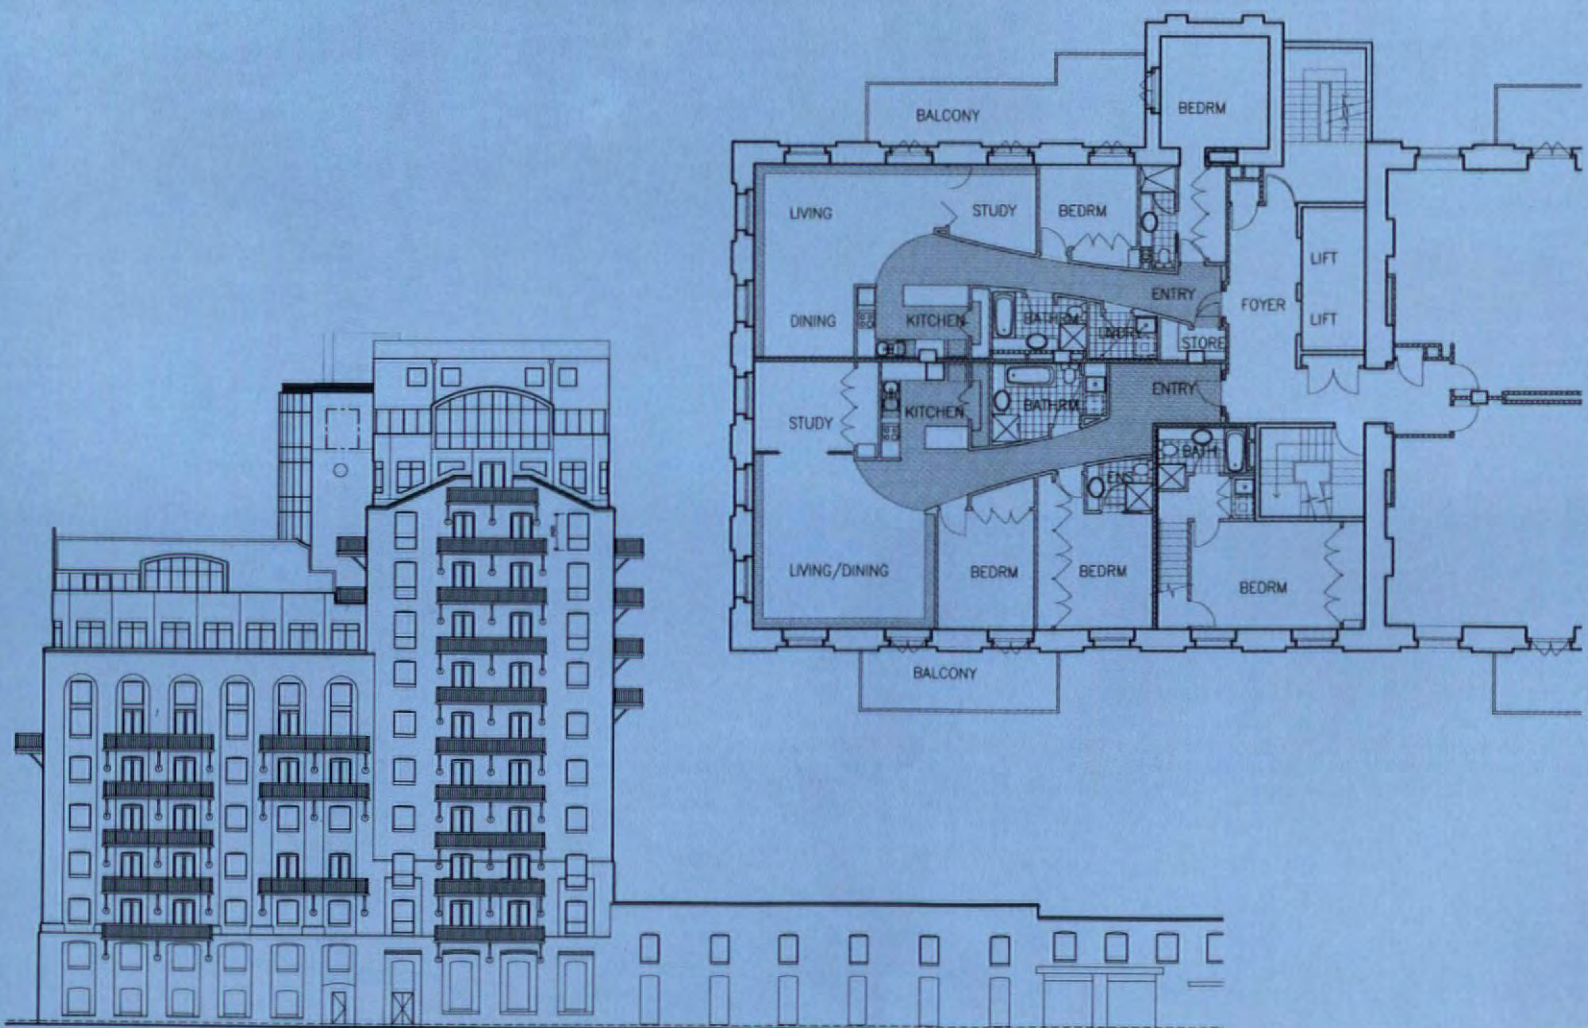 BALCONY
BEDRM
LIVING
STUDY
BEDRM
LIFT
ENTRY
FOYER
DINING
KITCHEN
BATHRM
LNDRY
LIFT
STORE
ENTRY
KITCHEN
BATHRM
STUDY
BATH
ENS
LIVING/DINING
BEDRM
BEDRM
BEDRM
BALCONY